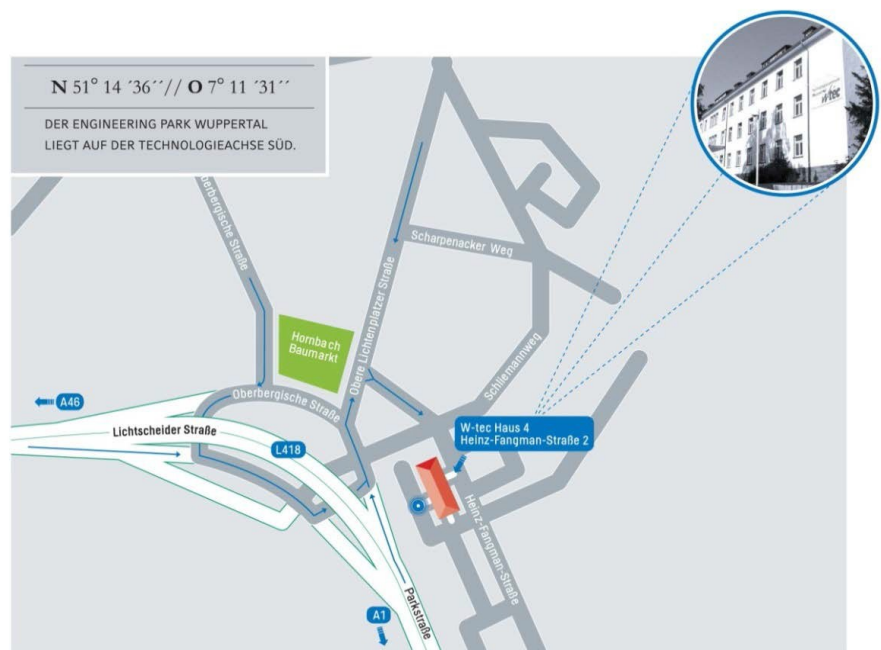 N 51° 14 ´36´´// O 7° 11 ´31´´
DER ENGINEERING PARK WUPPERTAL
LIEGT AUF DER TECHNOLOGIEACHSE SÜD.
w-tec
Oberbergische Straße
Scharpenacker Weg
Obere Lichtenplatzer Straße
Hornbach
Baumarkt
Schliemannweg
Oberbergische Straße
A46
Lichtscheider Straße
L418
W-tec Haus 4
Heinz-Fangman-Straße 2
Heinz-Fangman-Straße
Parkstraße
A1